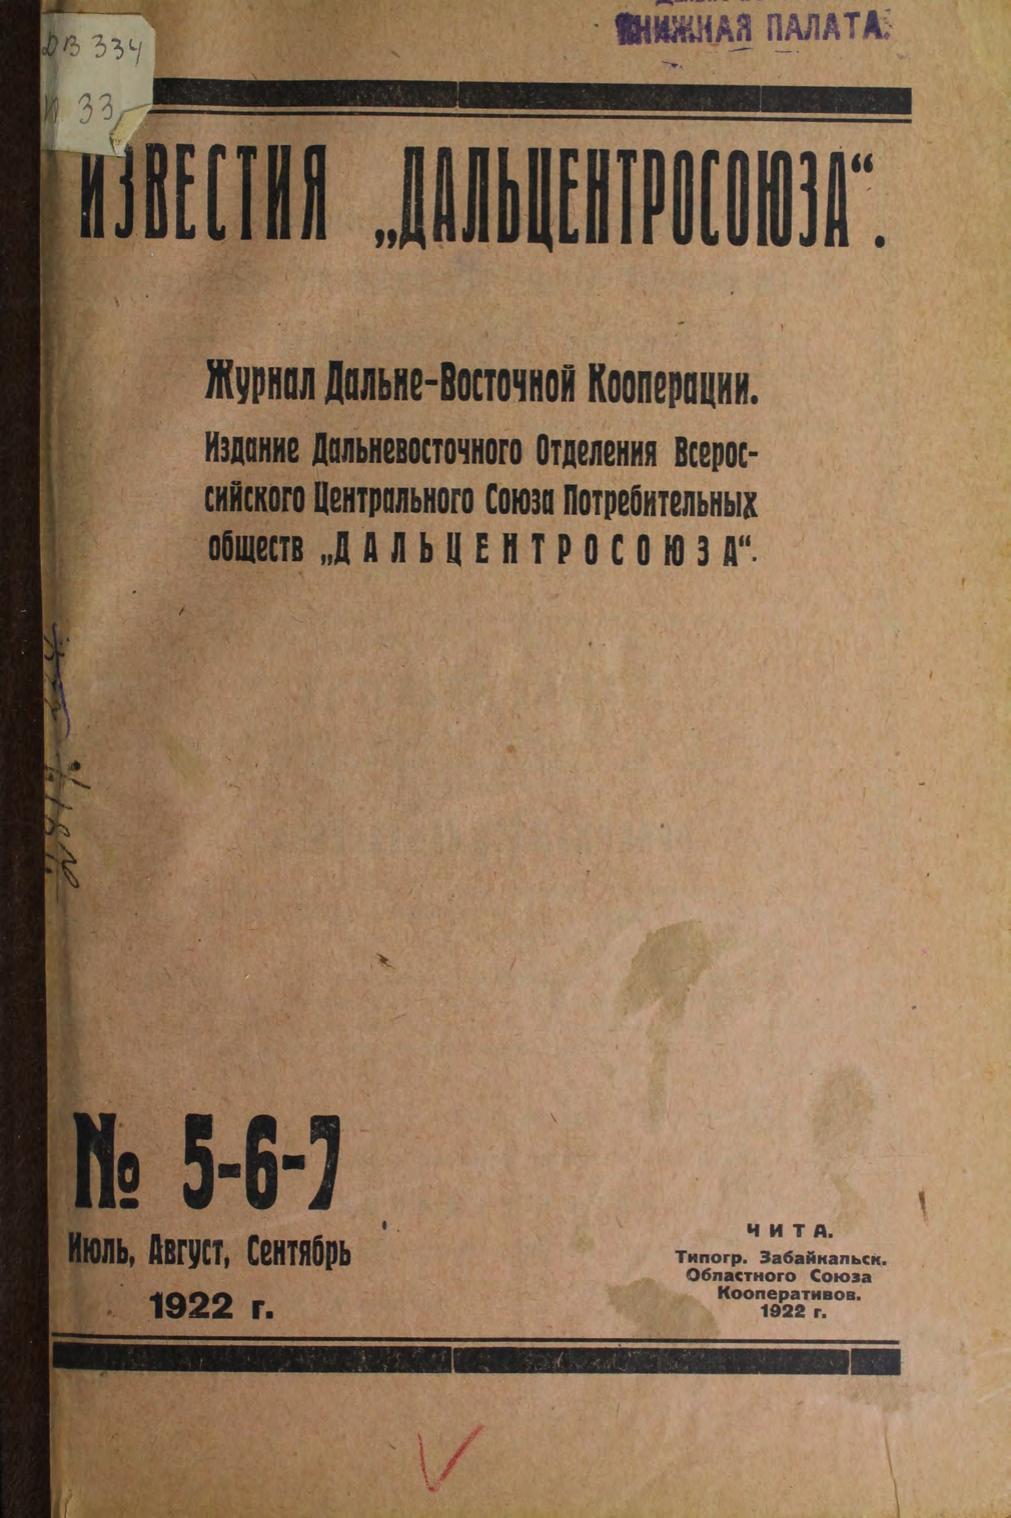 КНИЖНАЯ ПАЛАТА.
ДВ 334
33
ИЗВЕСТИЯ „ДАЛЬЦЕНТРОСОЮЗА“.
Журнал Дальне-Восточной Кооперации.
Издание Дальневосточного Отделения Всерос-
сийского Центрального Союза Потребительных
обществ „ДАЛЬЦЕНТРОСОЮЗА“.
№ 5-6-7
Июль, Август, Сентябрь
1922 г.
ЧИТА.
Типогр. Забайкальск.
Областного Союза
Кооперативов.
1922 г.